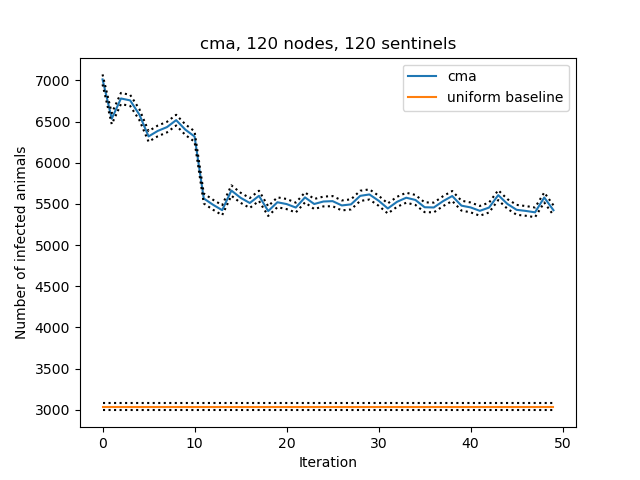 cma, 120 nodes, 120 sentinels
cma
uniform baseline
Number of infected animals
7000
6500
6000
5500
5000
4500
4000
3500
3000
0 10 20 30 40 50
Iteration